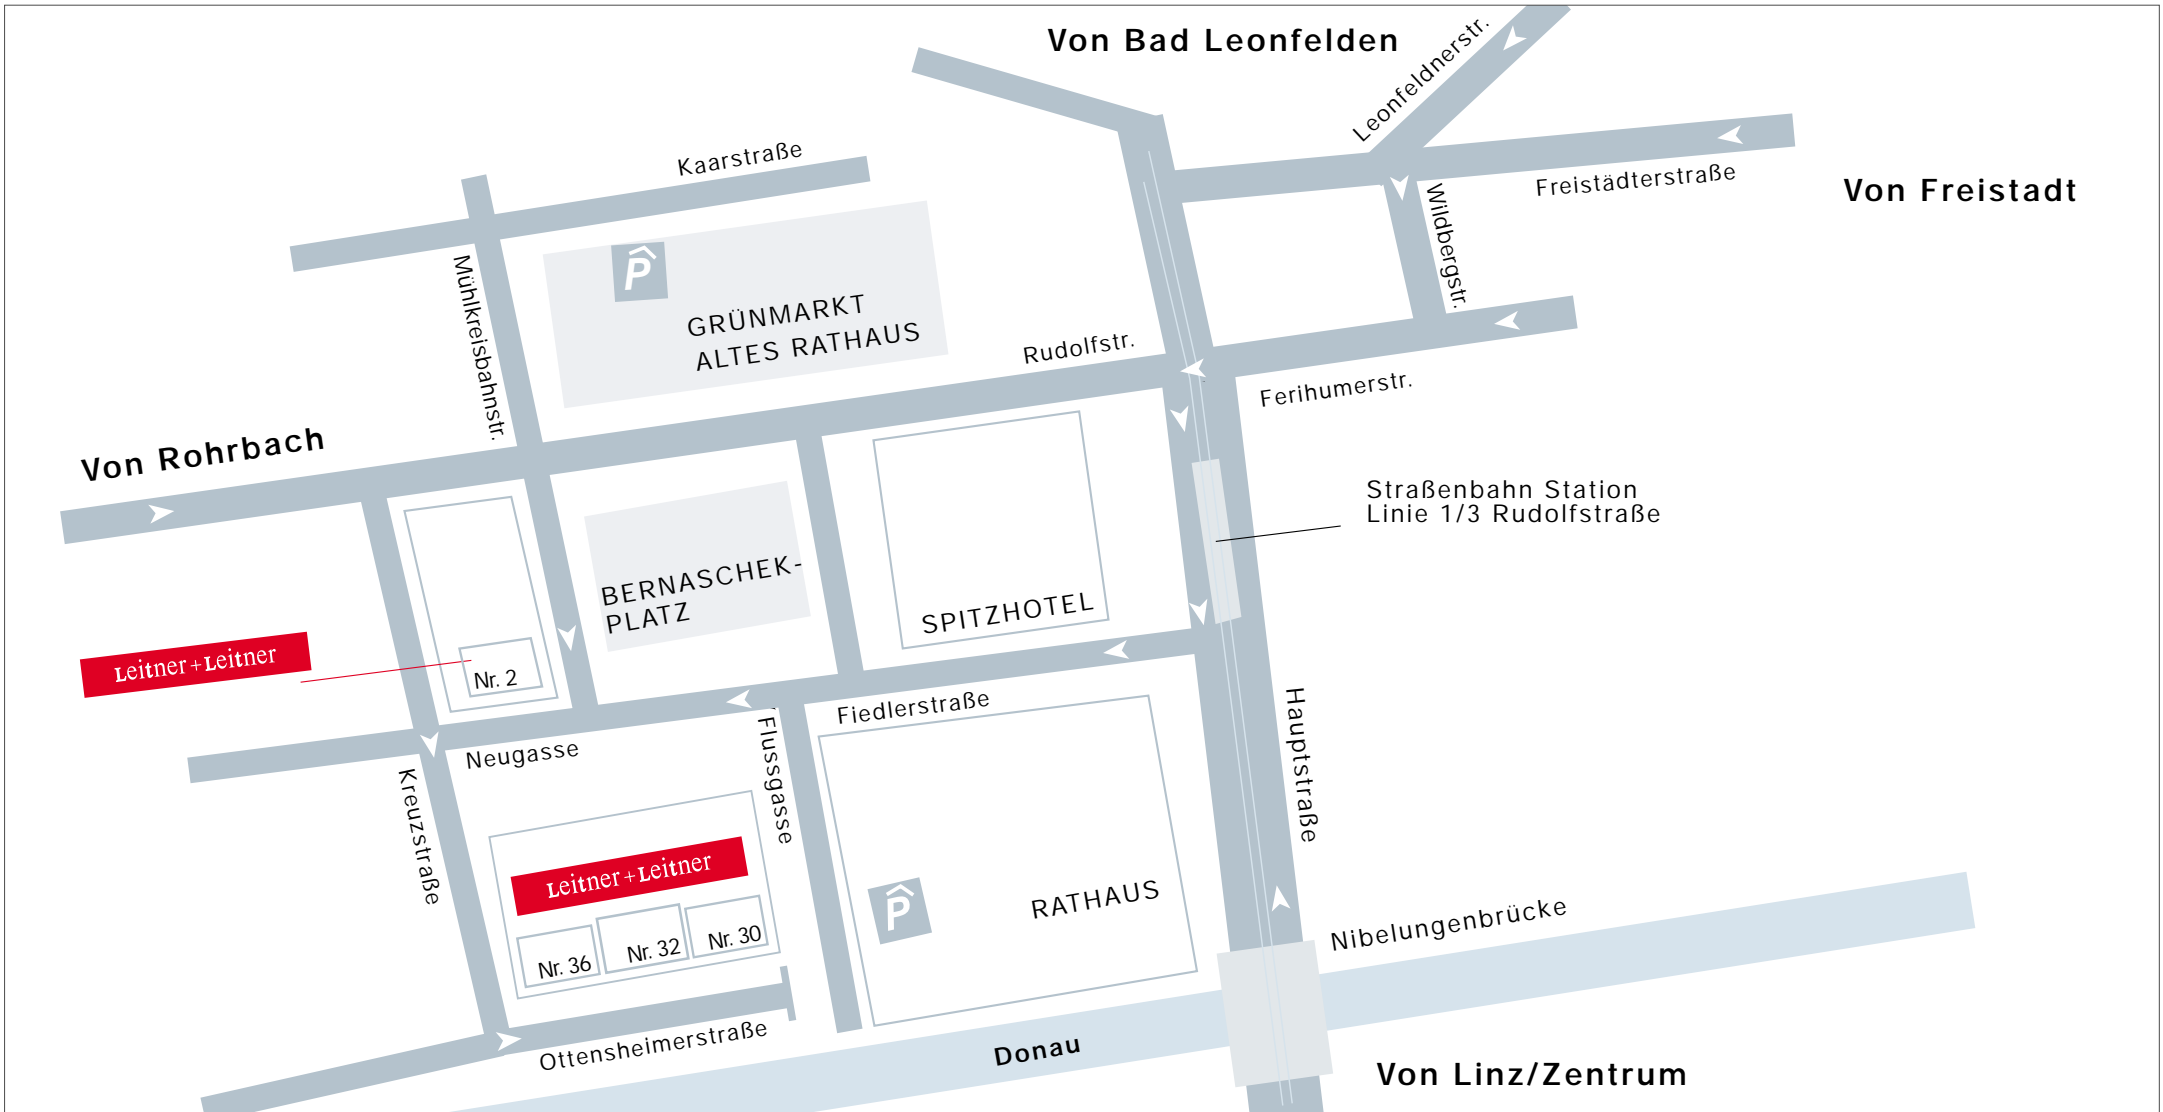 Von Bad Leonfelden
Leonfeldnerstr.
Kaarstraße
Freistädterstraße
Von Freistadt
Wildbergstr.
Mühlkreisbahnstr.
P
GRÜNMARKT
ALTES RATHAUS
Rudolfstr.
Ferihumerstr.
Von Rohrbach
Straßenbahn Station
Linie 1/3 Rudolfstraße
BERNASCHEK-
PLATZ
SPITZHOTEL
Leitner+Leitner
Nr. 2
Fiedlerstraße
Neugasse
Flussgasse
Hauptstraße
Kreuzstraße
Leitner+Leitner
Nr. 36
Nr. 32
Nr. 30
P
RATHAUS
Nibelungenbrücke
Ottensheimerstraße
Donau
Von Linz/Zentrum